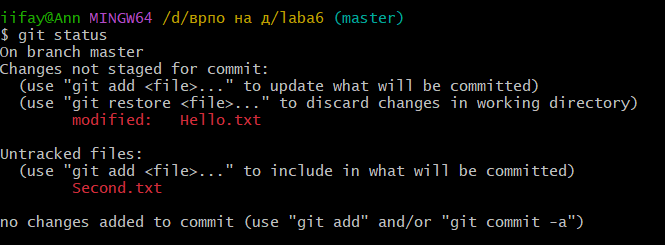 iifay@Ann MINGW64 /d/врпо на д/laba6 (master)
$ git status
On branch master
Changes not staged for commit:
  (use "git add <file>..." to update what will be committed)
  (use "git restore <file>..." to discard changes in working directory)
        modified:   Hello.txt

Untracked files:
  (use "git add <file>..." to include in what will be committed)
        Second.txt

no changes added to commit (use "git add" and/or "git commit -a")